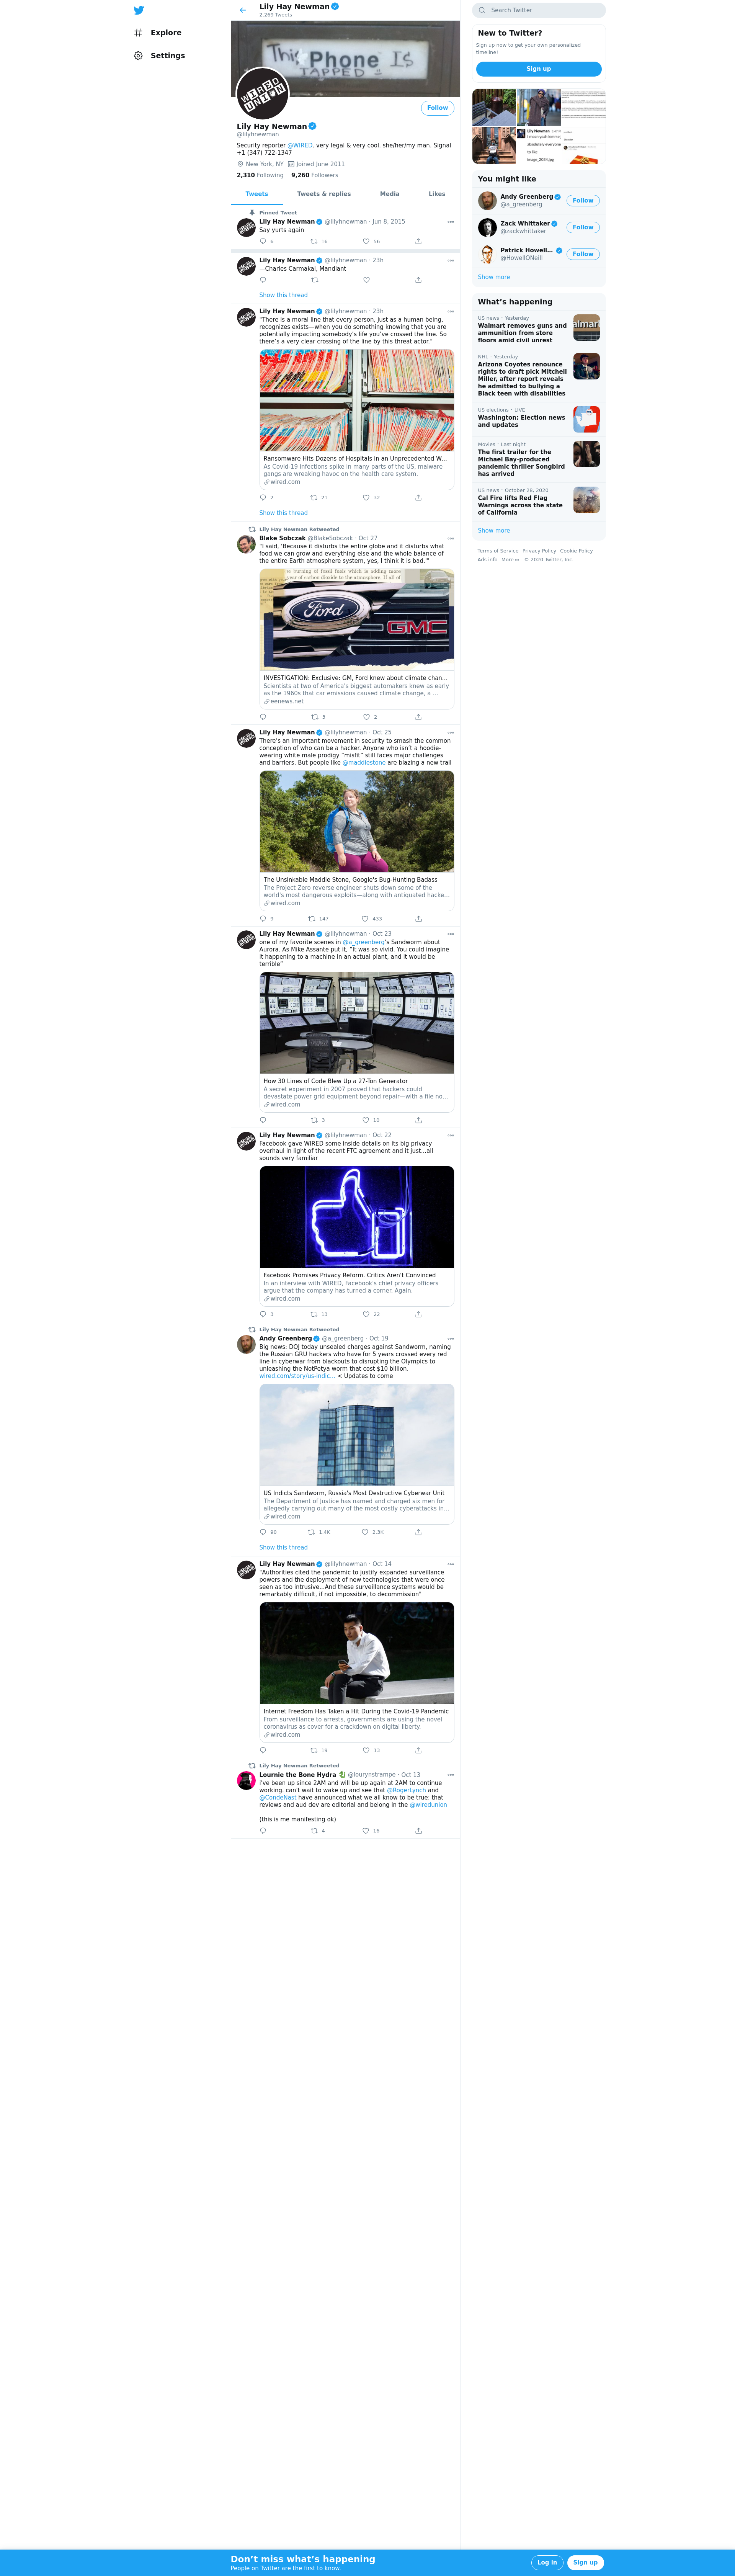 Explore
Settings
Lily Hay Newman
2,269 Tweets
This Phone Is
TAPPED
WIRED
UNION
Follow
Lily Hay Newman
@lilyhnewman
Security reporter @WIRED. very legal & very cool. she/her/my man. Signal
+1 (347) 722-1347
New York, NY Joined June 2011
2,310 Following 9,260 Followers
Tweets Tweets & replies Media Likes
Pinned Tweet
Lily Hay Newman @lilyhnewman · Jun 8, 2015
Say yurts again
6 16 56
Lily Hay Newman @lilyhnewman · 23h
—Charles Carmakal, Mandiant
Show this thread
Lily Hay Newman @lilyhnewman · 23h
"There is a moral line that every person, just as a human being,
recognizes exists—when you do something knowing that you are
potentially impacting somebody's life you've crossed the line. So
there's a very clear crossing of the line by this threat actor."
Ransomware Hits Dozens of Hospitals in an Unprecedented W...
As Covid-19 infections spike in many parts of the US, malware
gangs are wreaking havoc on the health care system.
wired.com
2 21 32
Show this thread
Lily Hay Newman Retweeted
Blake Sobczak @BlakeSobczak · Oct 27
"I said, 'Because it disturbs the entire globe and it disturbs what
food we can grow and everything else and the whole balance of
the entire Earth atmosphere system, yes, I think it is bad.'"
Ford
GMC
INVESTIGATION: Exclusive: GM, Ford knew about climate chan...
Scientists at two of America's biggest automakers knew as early
as the 1960s that car emissions caused climate change, a ...
eenews.net
3 2
Lily Hay Newman @lilyhnewman · Oct 25
There's an important movement in security to smash the common
conception of who can be a hacker. Anyone who isn't a hoodie-
wearing white male prodigy "misfit" still faces major challenges
and barriers. But people like @maddiestone are blazing a new trail
The Unsinkable Maddie Stone, Google's Bug-Hunting Badass
The Project Zero reverse engineer shuts down some of the
world's most dangerous exploits—along with antiquated hacke...
wired.com
9 147 433
Lily Hay Newman @lilyhnewman · Oct 23
one of my favorite scenes in @a_greenberg's Sandworm about
Aurora. As Mike Assante put it, "It was so vivid. You could imagine
it happening to a machine in an actual plant, and it would be
terrible"
How 30 Lines of Code Blew Up a 27-Ton Generator
A secret experiment in 2007 proved that hackers could
devastate power grid equipment beyond repair—with a file no...
wired.com
3 10
Lily Hay Newman @lilyhnewman · Oct 22
Facebook gave WIRED some inside details on its big privacy
overhaul in light of the recent FTC agreement and it just...all
sounds very familiar
Facebook Promises Privacy Reform. Critics Aren't Convinced
In an interview with WIRED, Facebook's chief privacy officers
argue that the company has turned a corner. Again.
wired.com
3 13 22
Lily Hay Newman Retweeted
Andy Greenberg @a_greenberg · Oct 19
Big news: DOJ today unsealed charges against Sandworm, naming
the Russian GRU hackers who have for 5 years crossed every red
line in cyberwar from blackouts to disrupting the Olympics to
unleashing the NotPetya worm that cost $10 billion.
wired.com/story/us-indic... < Updates to come
US Indicts Sandworm, Russia's Most Destructive Cyberwar Unit
The Department of Justice has named and charged six men for
allegedly carrying out many of the most costly cyberattacks in...
wired.com
90 1.4K 2.3K
Show this thread
Lily Hay Newman @lilyhnewman · Oct 14
"Authorities cited the pandemic to justify expanded surveillance
powers and the deployment of new technologies that were once
seen as too intrusive...And these surveillance systems would be
remarkably difficult, if not impossible, to decommission"
Internet Freedom Has Taken a Hit During the Covid-19 Pandemic
From surveillance to arrests, governments are using the novel
coronavirus as cover for a crackdown on digital liberty.
wired.com
19 13
Lily Hay Newman Retweeted
Lournie the Bone Hydra @lourynstrampe · Oct 13
I've been up since 2AM and will be up again at 2AM to continue
working. can't wait to wake up and see that @RogerLynch and
@CondeNast have announced what we all know to be true: that
reviews and aud dev are editorial and belong in the @wiredunion
(this is me manifesting ok)
4 16
Search Twitter
New to Twitter?
Sign up now to get your own personalized
timeline!
Sign up
You might like
Andy Greenberg
@a_greenberg
Follow
Zack Whittaker
@zackwhittaker
Follow
Patrick Howell...
@HowellONeill
Follow
Show more
What's happening
US news · Yesterday
Walmart removes guns and
ammunition from store
floors amid civil unrest
NHL · Yesterday
Arizona Coyotes renounce
rights to draft pick Mitchell
Miller, after report reveals
he admitted to bullying a
Black teen with disabilities
US elections · LIVE
Washington: Election news
and updates
Movies · Last night
The first trailer for the
Michael Bay-produced
pandemic thriller Songbird
has arrived
US news · October 28, 2020
Cal Fire lifts Red Flag
Warnings across the state
of California
Show more
Terms of Service Privacy Policy Cookie Policy
Ads info More © 2020 Twitter, Inc.
Don't miss what's happening
People on Twitter are the first to know.
Log in Sign up